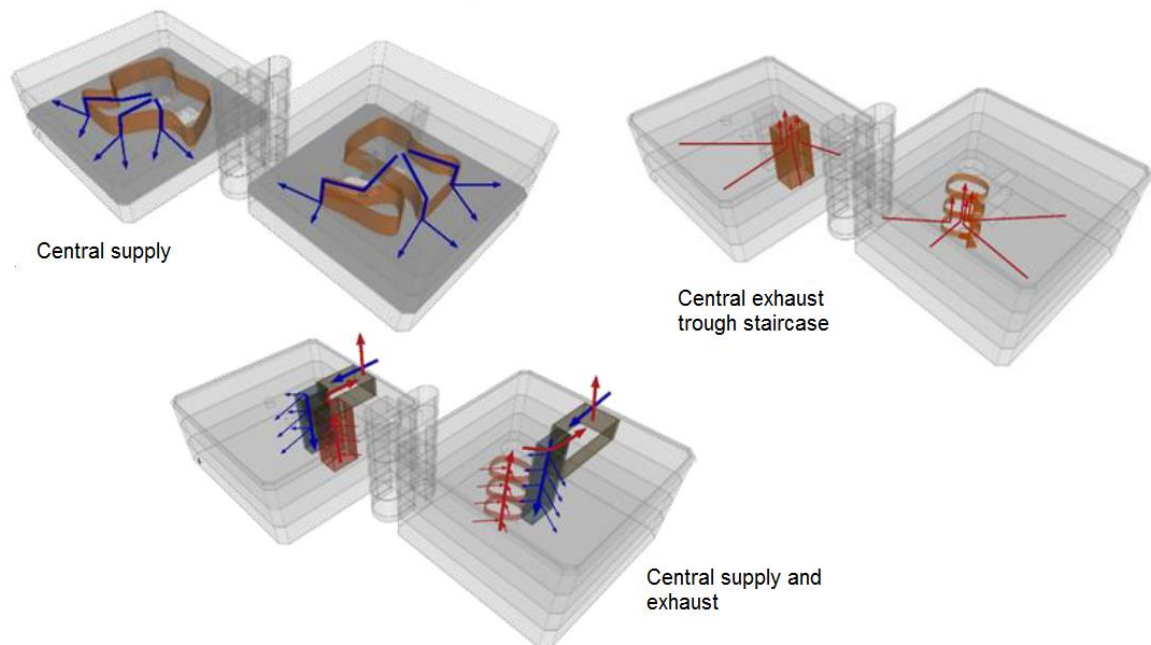 Central supply
Central exhaust
trough staircase
Central supply and
exhaust